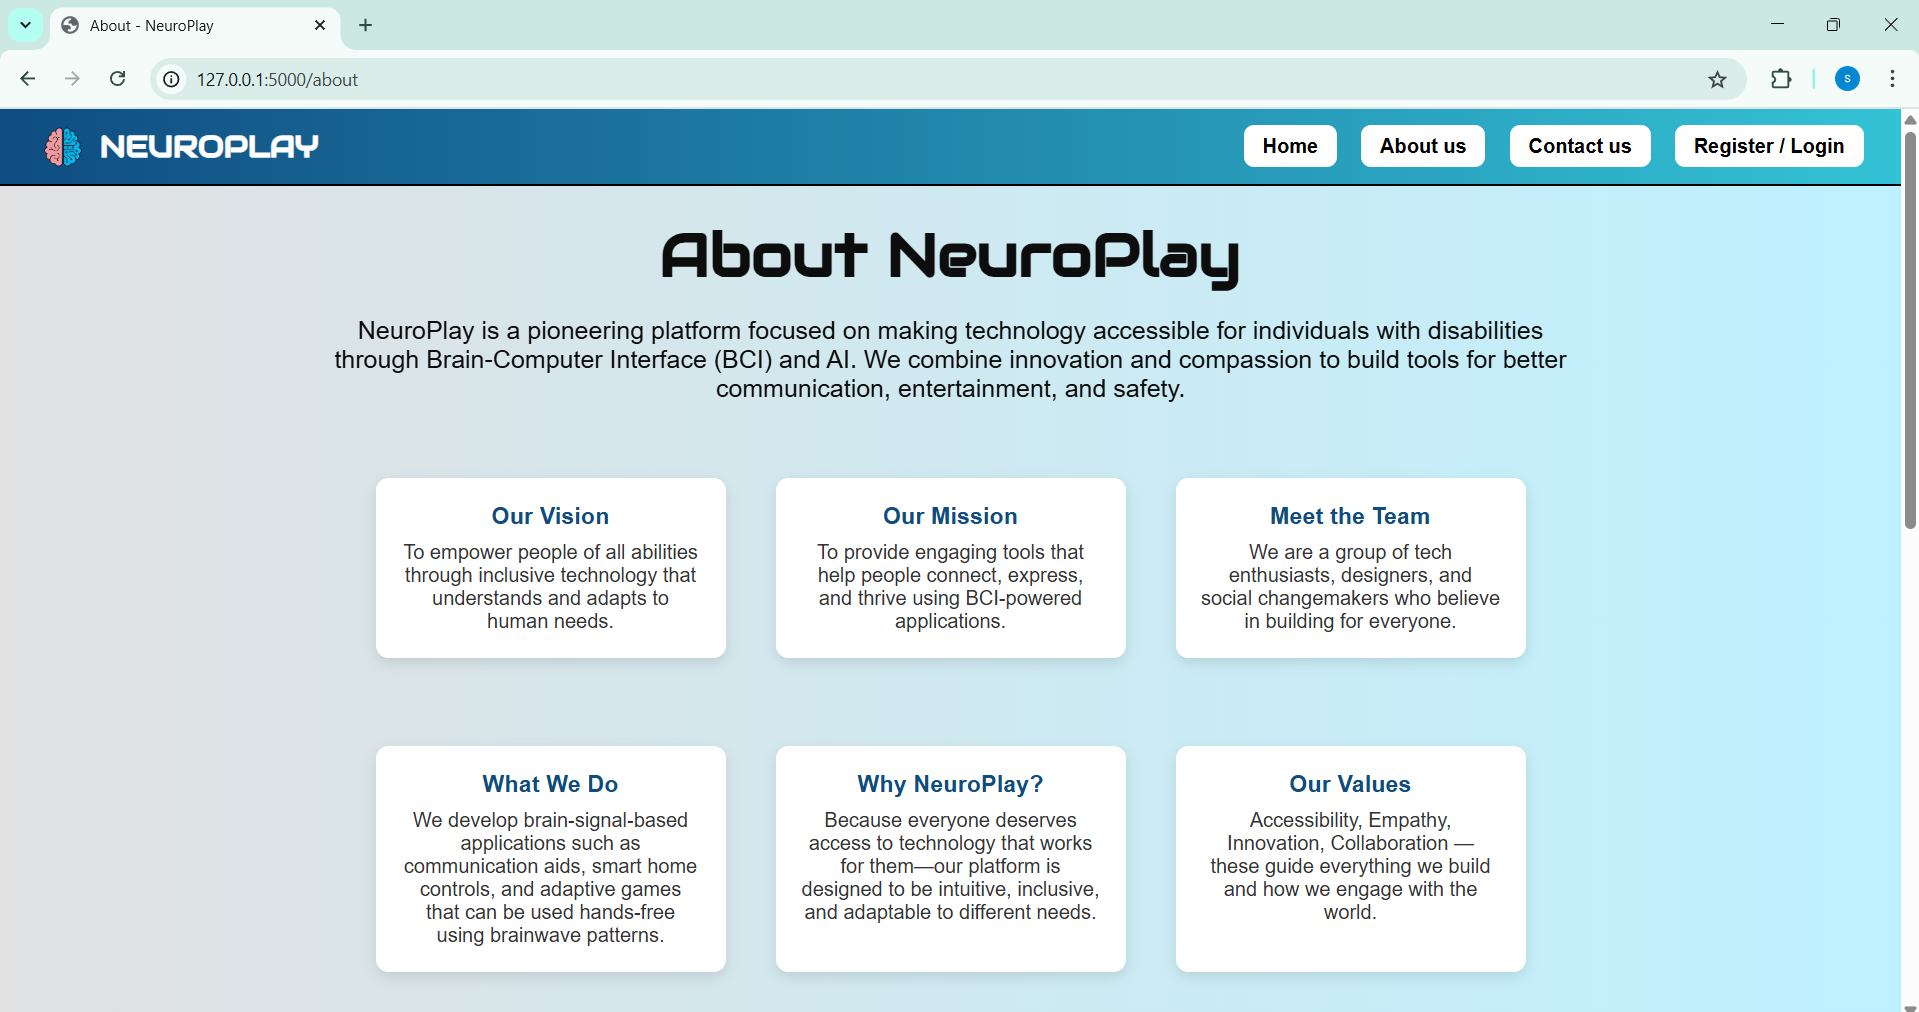 About - NeuroPlay
127.0.0.1:5000/about
S
NEUROPLAY
Home
About us
Contact us
Register / Login
About NeuroPlay
NeuroPlay is a pioneering platform focused on making technology accessible for individuals with disabilities
through Brain-Computer Interface (BCI) and AI. We combine innovation and compassion to build tools for better
communication, entertainment, and safety.
Our Vision
To empower people of all abilities
through inclusive technology that
understands and adapts to
human needs.
Our Mission
To provide engaging tools that
help people connect, express,
and thrive using BCI-powered
applications.
Meet the Team
We are a group of tech
enthusiasts, designers, and
social changemakers who believe
in building for everyone.
What We Do
We develop brain-signal-based
applications such as
communication aids, smart home
controls, and adaptive games
that can be used hands-free
using brainwave patterns.
Why NeuroPlay?
Because everyone deserves
access to technology that works
for them—our platform is
designed to be intuitive, inclusive,
and adaptable to different needs.
Our Values
Accessibility, Empathy,
Innovation, Collaboration —
these guide everything we build
and how we engage with the
world.